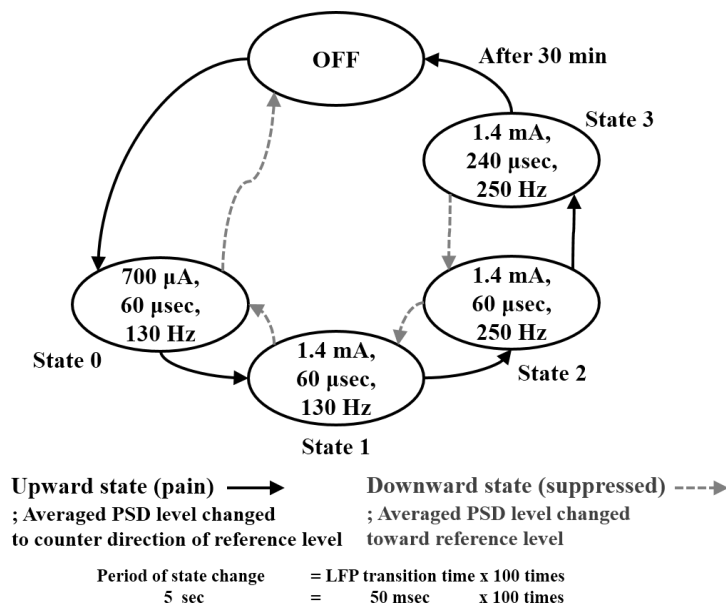 OFF
After 30 min
State 3
1.4 mA,
240 μsec,
250 Hz
700 μA,
60 μsec,
130 Hz
State 0
1.4 mA,
60 μsec,
250 Hz
State 2
1.4 mA,
60 μsec,
130 Hz
State 1
Upward state (pain)
; Averaged PSD level changed
to counter direction of reference level
Downward state (suppressed)
; Averaged PSD level changed
toward reference level
Period of state change = LFP transition time x 100 times
5 sec = 50 msec x 100 times